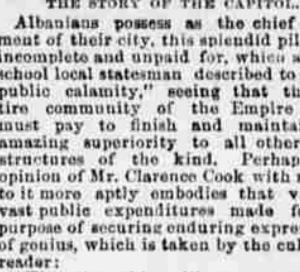 THE STORY OF THE CAPITOL.
Albanians possess as the chief
ment of their city, this splendid pil
incomplete and unpaid for, which a
school local statesman described to
public calamity," seeing that th
tire community of the Empire
must pay to finish and maintai
amazing superiority to all other
structures of the kind. Perhap
opinion of Mr. Clarence Cook with r
to it more aptly embodies that v
vast public expenditures made f
purpose of securing enduring expre
of genius, which is taken by the cul
reader: